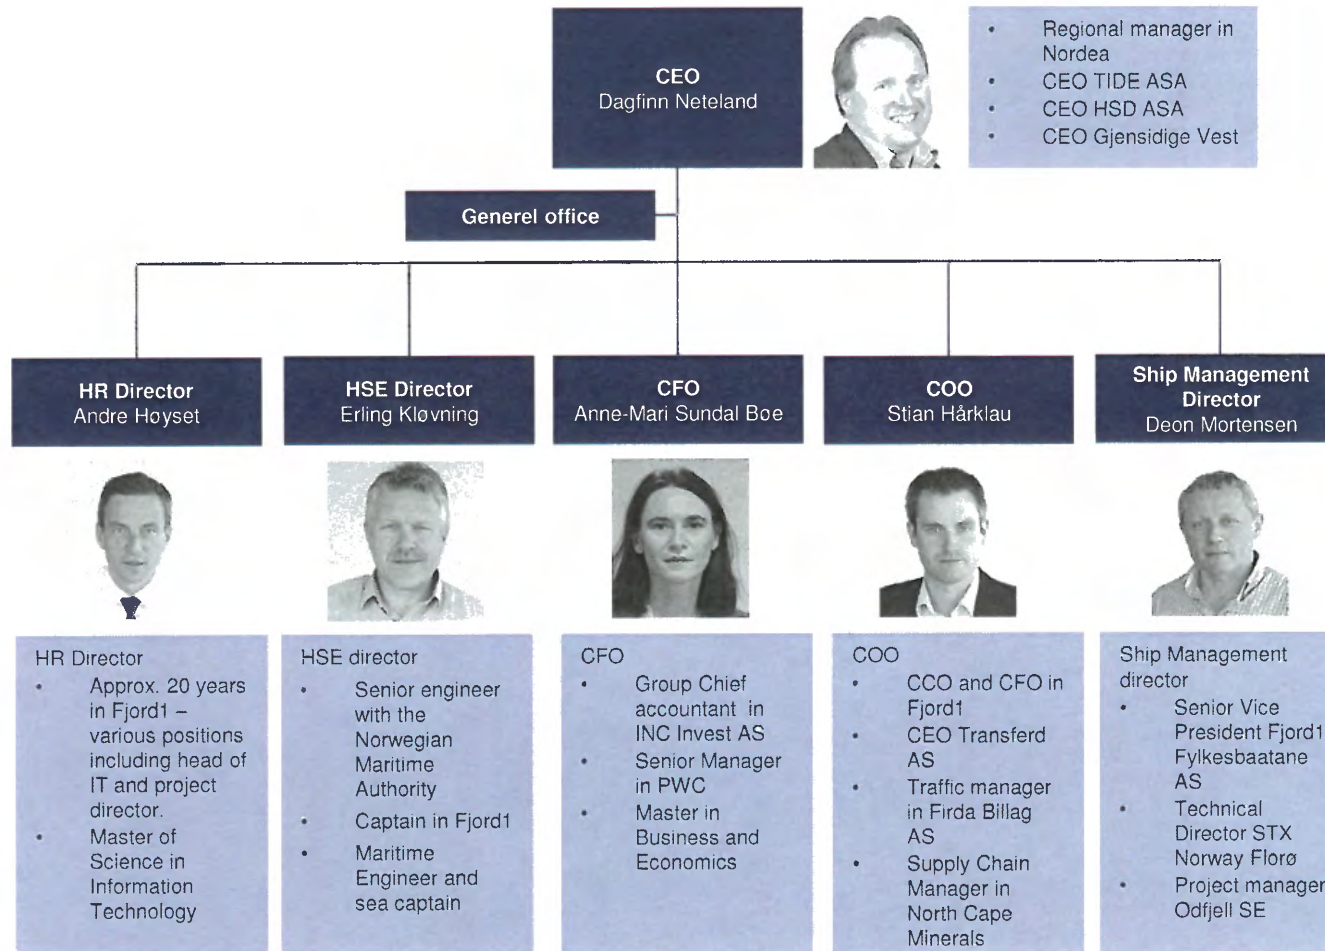 CEO
Dagfinn Neteland
• Regional manager in
Nordea
• CEO TIDE ASA
• CEO HSD ASA
• CEO Gjensidige Vest
Generel office
HR Director
Andre Høyset
HSE Director
Erling Kløvning
CFO
Anne-Mari Sundal Bøe
COO
Stian Hårklau
Ship Management
Director
Deon Mortensen
HR Director
• Approx. 20 years
in Fjord1 –
various positions
including head of
IT and project
director.
• Master of
Science in
Information
Technology
HSE director
• Senior engineer
with the
Norwegian
Maritime
Authority
• Captain in Fjord1
• Maritime
Engineer and
sea captain
CFO
• Group Chief
accountant in
INC Invest AS
• Senior Manager
in PWC
• Master in
Business and
Economics
COO
• CCO and CFO in
Fjord1
• CEO Transferd
AS
• Traffic manager
in Firda Billag
AS
• Supply Chain
Manager in
North Cape
Minerals
Ship Management
director
• Senior Vice
President Fjord1
Fylkesbaatane
AS
• Technical
Director STX
Norway Florø
• Project manager
Odfjell SE